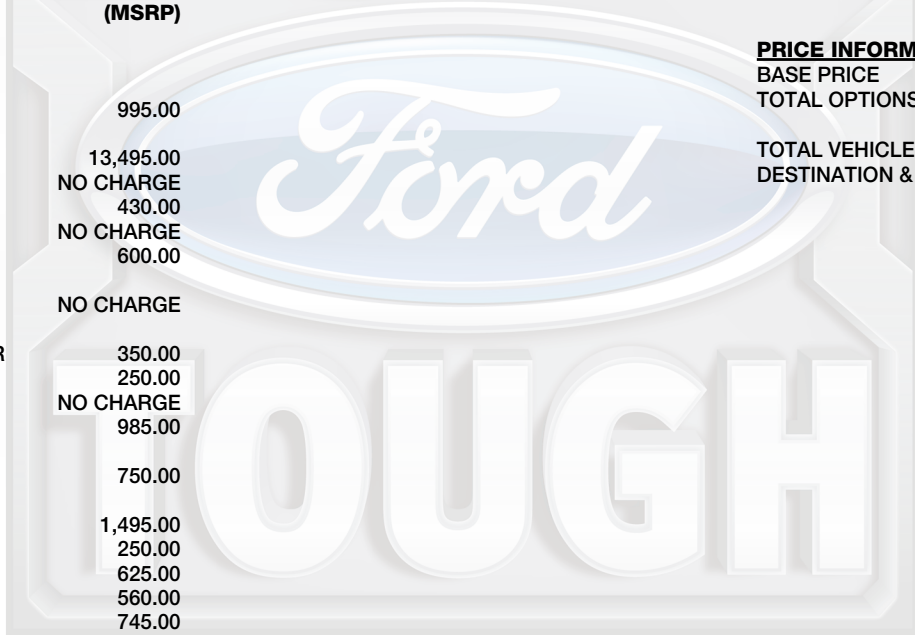 (MSRP)
995.00
13,495.00
NO CHARGE
430.00
NO CHARGE
600.00
NO CHARGE
R
350.00
250.00
NO CHARGE
985.00
750.00
1,495.00
250.00
625.00
560.00
745.00
PRICE INFORM
BASE PRICE
TOTAL OPTIONS
TOTAL VEHICLE
DESTINATION &
Ford
TOUGH